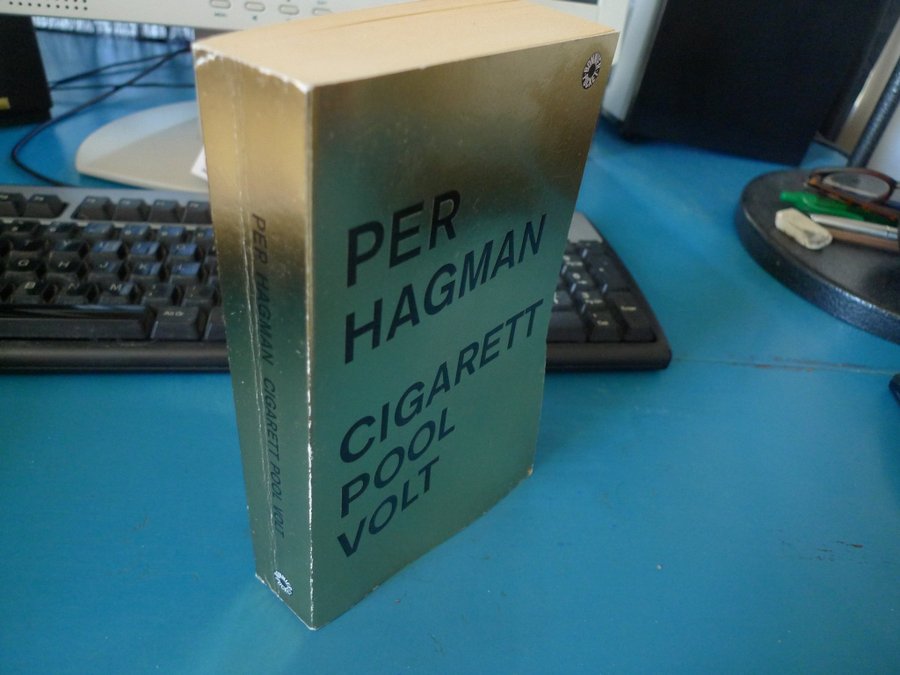 PER
HAGMAN
CIGARETT
POOL
VOLT
PER HAGMAN CIGARETT POOL VOLT